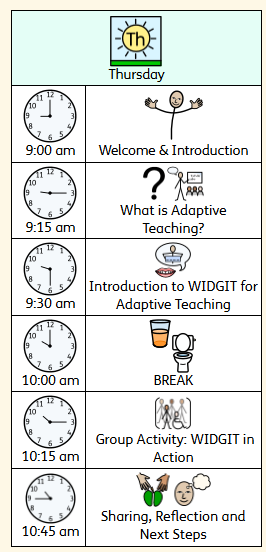 Th
Thursday
9:00 am
Welcome & Introduction
9:15 am
What is Adaptive
Teaching?
9:30 am
Introduction to WIDGIT for
Adaptive Teaching
10:00 am
BREAK
10:15 am
Group Activity: WIDGIT in
Action
10:45 am
Sharing, Reflection and
Next Steps